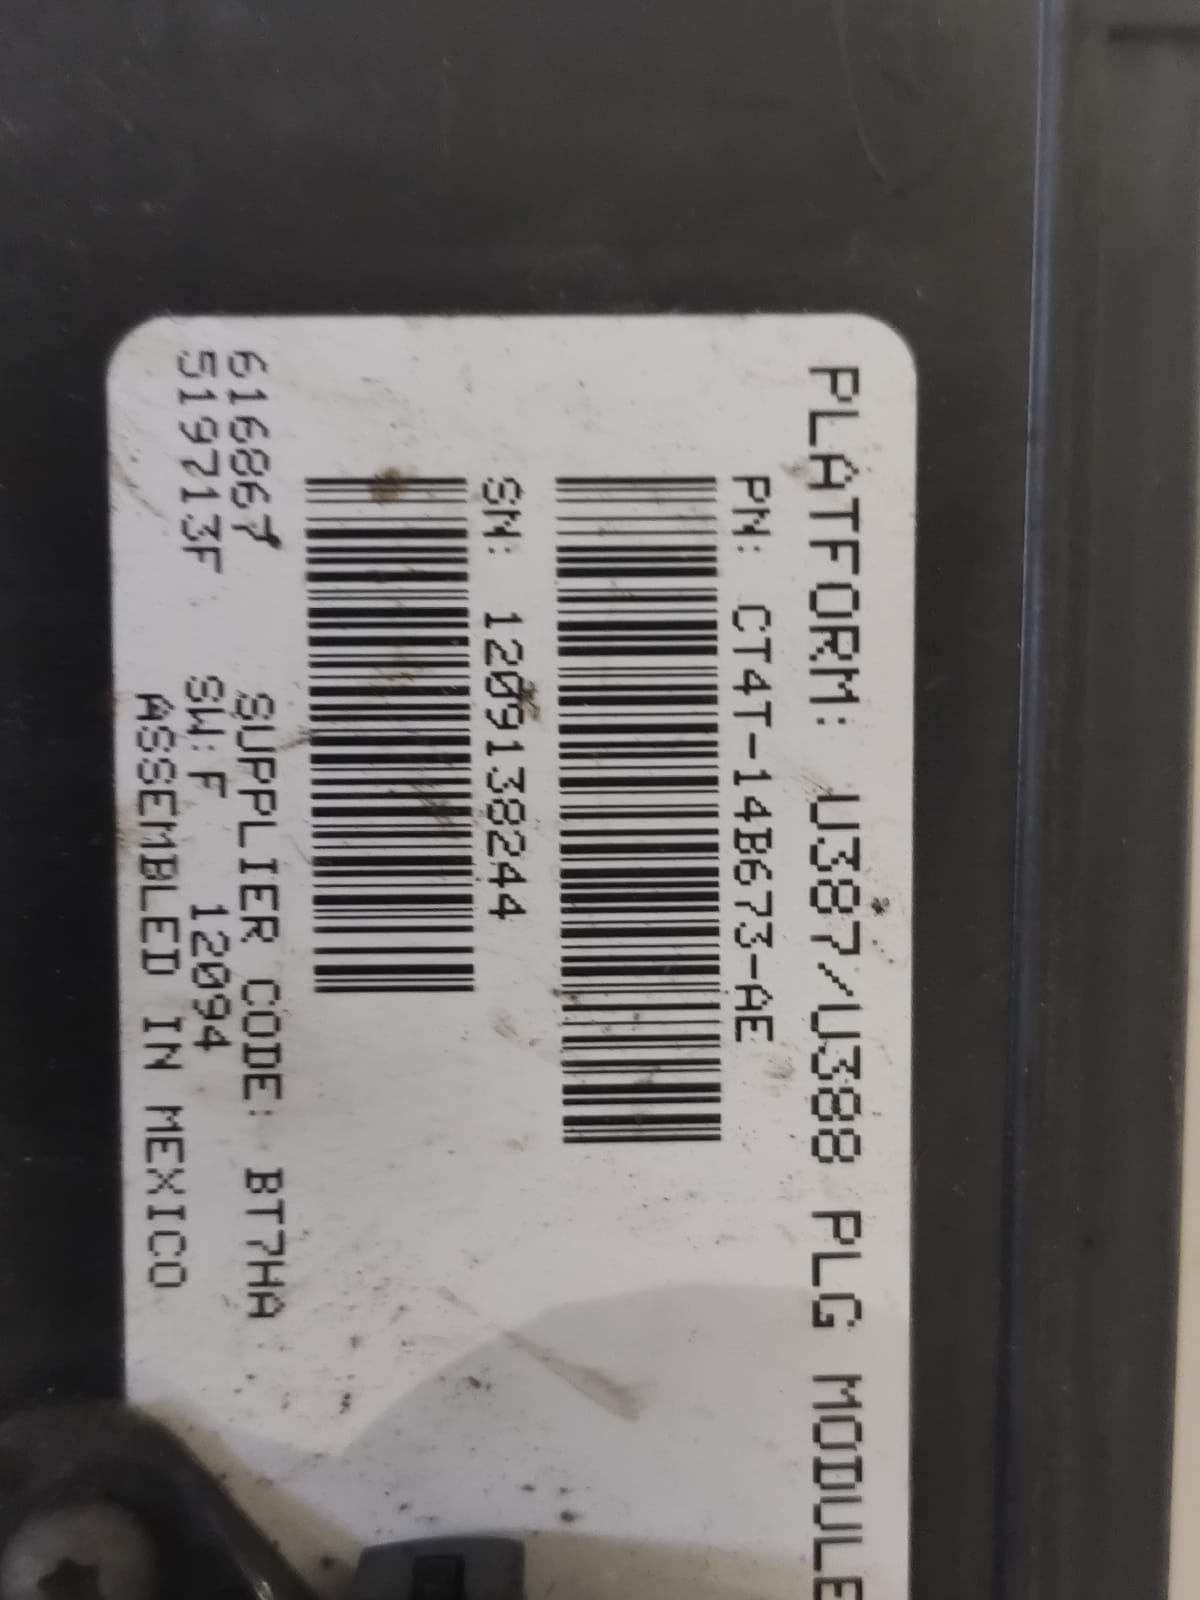 PLATFORM: U387/U388 PLG MODULE
PN: CT4T-14B673-AE
SN: 1209138244
616867 SUPPLIER CODE: BT7HA
519713F SW:F 12094
ASSEMBLED IN MEXICO